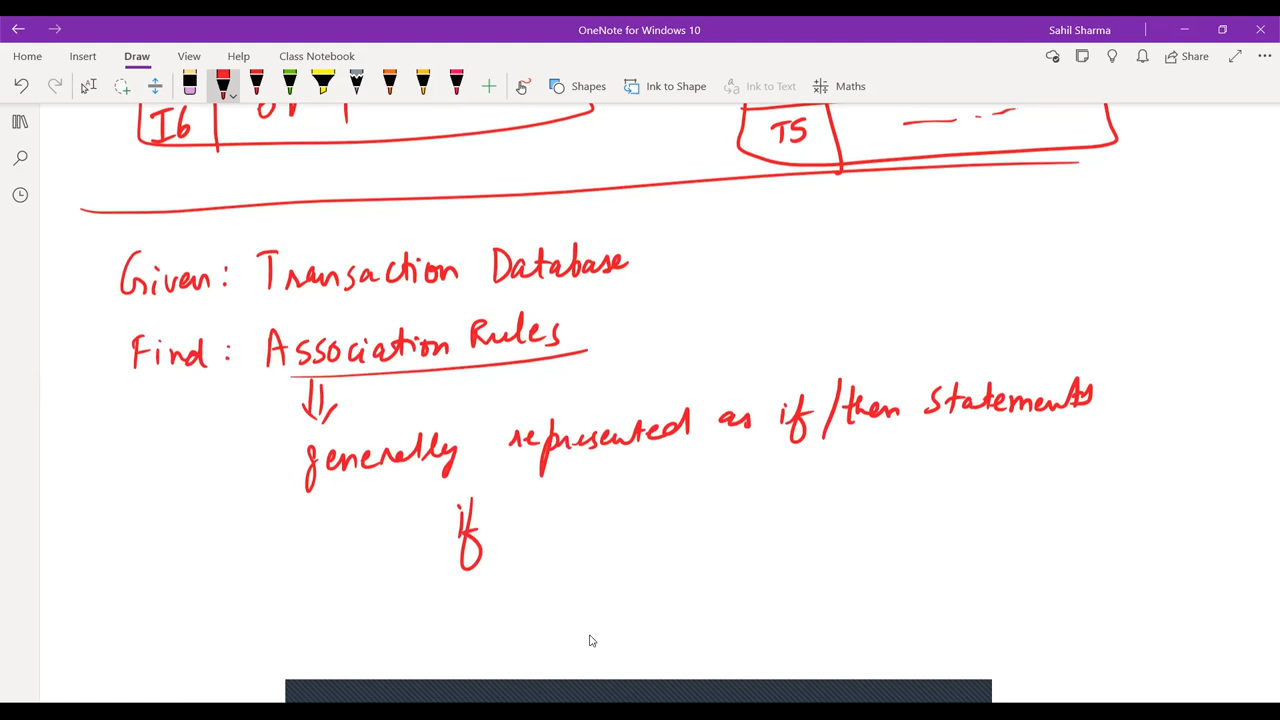 OneNote for Windows 10
Sahil Sharma
Home Insert Draw View Help Class Notebook
Share
Shapes Ink to Shape Ink to Text Maths
I6
T5
Given: Transaction Database
Find: Association Rules
generally represented as if/then statements
if